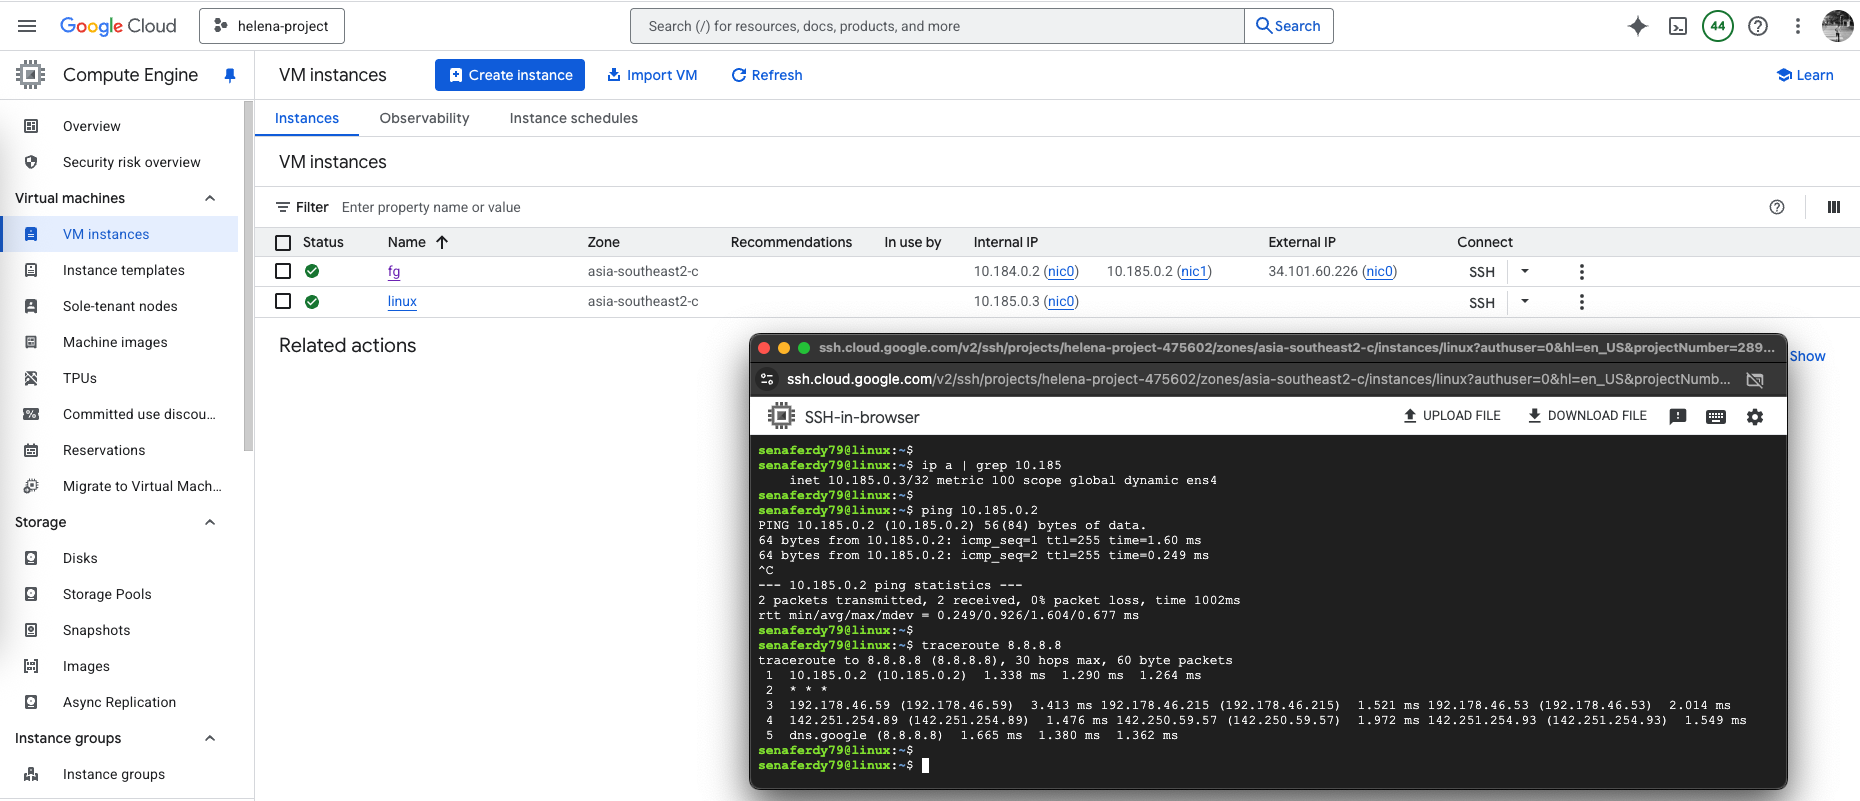 Google Cloud
helena-project
Search (/) for resources, docs, products, and more
Search
44
Compute Engine
VM instances
Create instance
Import VM
Refresh
Learn
Overview
Security risk overview
Virtual machines
VM instances
Instance templates
Sole-tenant nodes
Machine images
TPUs
Committed use discou...
Reservations
Migrate to Virtual Mach...
Storage
Disks
Storage Pools
Snapshots
Images
Async Replication
Instance groups
Instance groups
Instances Observability Instance schedules
VM instances
Filter Enter property name or value
Status Name Zone Recommendations In use by Internal IP External IP Connect
fg asia-southeast2-c 10.184.0.2 (nic0) 10.185.0.2 (nic1) 34.101.60.226 (nic0) SSH
linux asia-southeast2-c 10.185.0.3 (nic0) SSH
Related actions
Show
ssh.cloud.google.com/v2/ssh/projects/helena-project-475602/zones/asia-southeast2-c/instances/linux?authuser=0&hl=en_US&projectNumber=289...
ssh.cloud.google.com/v2/ssh/projects/helena-project-475602/zones/asia-southeast2-c/instances/linux?authuser=0&hl=en_US&projectNumb...
SSH-in-browser
UPLOAD FILE
DOWNLOAD FILE
senaferdy79@linux:~$
senaferdy79@linux:~$ ip a | grep 10.185
inet 10.185.0.3/32 metric 100 scope global dynamic ens4
senaferdy79@linux:~$
senaferdy79@linux:~$ ping 10.185.0.2
PING 10.185.0.2 (10.185.0.2) 56(84) bytes of data.
64 bytes from 10.185.0.2: icmp_seq=1 ttl=255 time=1.60 ms
64 bytes from 10.185.0.2: icmp_seq=2 ttl=255 time=0.249 ms
^C
--- 10.185.0.2 ping statistics ---
2 packets transmitted, 2 received, 0% packet loss, time 1002ms
rtt min/avg/max/mdev = 0.249/0.926/1.604/0.677 ms
senaferdy79@linux:~$
senaferdy79@linux:~$ traceroute 8.8.8.8
traceroute to 8.8.8.8 (8.8.8.8), 30 hops max, 60 byte packets
1 10.185.0.2 (10.185.0.2) 1.338 ms 1.290 ms 1.264 ms
2 * * *
3 192.178.46.59 (192.178.46.59) 3.413 ms 192.178.46.215 (192.178.46.215) 1.521 ms 192.178.46.53 (192.178.46.53) 2.014 ms
4 142.251.254.89 (142.251.254.89) 1.476 ms 142.250.59.57 (142.250.59.57) 1.972 ms 142.251.254.93 (142.251.254.93) 1.549 ms
5 dns.google (8.8.8.8) 1.665 ms 1.380 ms 1.362 ms
senaferdy79@linux:~$
senaferdy79@linux:~$